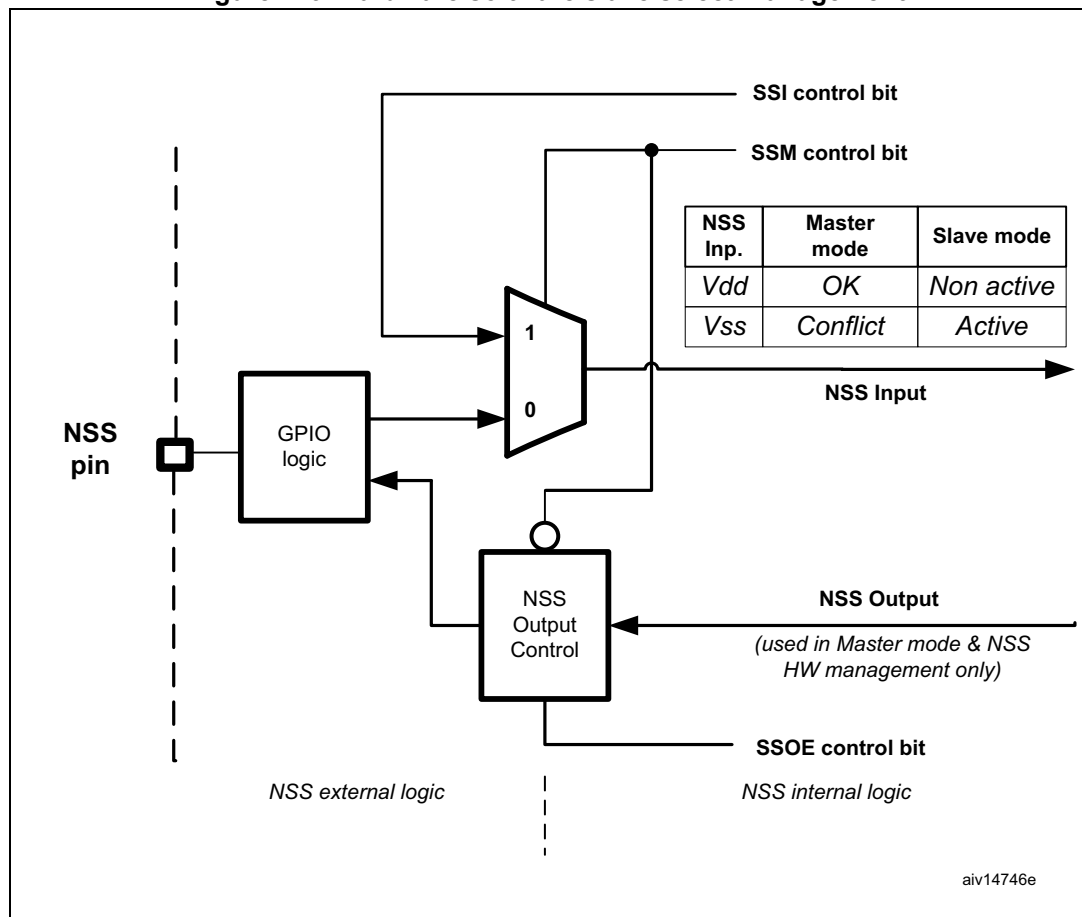 SSI control bit
SSM control bit
NSS Inp.
Master mode
Slave mode
Vdd
OK
Non active
Vss
Conflict
Active
1
0
NSS Input
NSS pin
GPIO logic
NSS Output Control
NSS Output
(used in Master mode & NSS
HW management only)
SSOE control bit
NSS external logic
NSS internal logic
aiv14746e